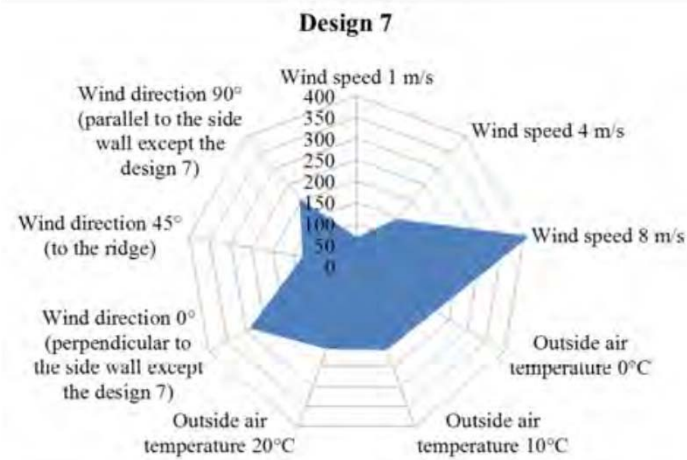 Design 7
Wind speed 1 m/s
Wind direction 90°
(parallel to the side
wall except the
design 7)
Wind speed 4 m/s
400
350
300
250
200
150
100
50
0
Wind direction 45°
(to the ridge)
Wind speed 8 m/s
Wind direction 0°
(perpendicular to
the side wall except
the design 7)
Outside air
temperature 0°C
Outside air
temperature 20°C
Outside air
temperature 10°C